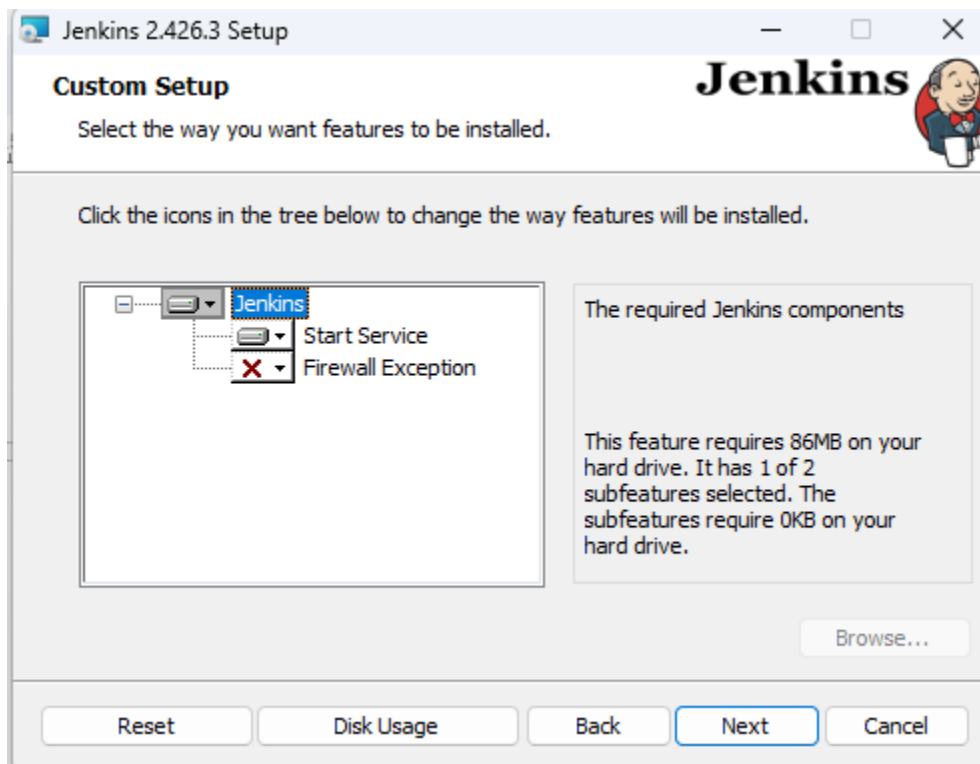 Jenkins 2.426.3 Setup
Custom Setup
Jenkins
Select the way you want features to be installed.
Click the icons in the tree below to change the way features will be installed.
Jenkins
Start Service
Firewall Exception
The required Jenkins components
This feature requires 86MB on your
hard drive. It has 1 of 2
subfeatures selected. The
subfeatures require 0KB on your
hard drive.
Browse...
Reset
Disk Usage
Back
Next
Cancel